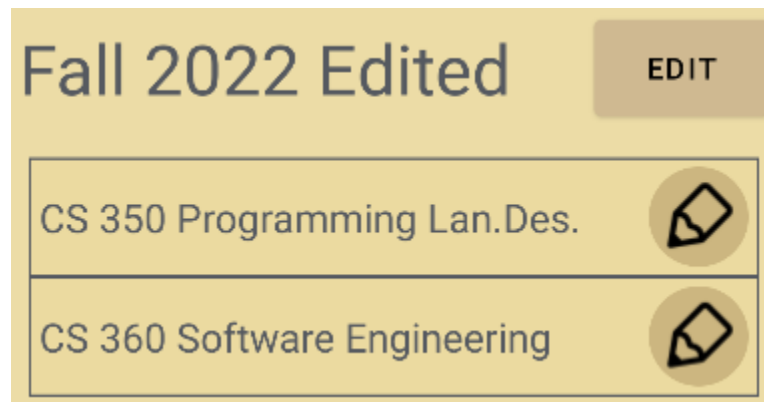 Fall 2022 Edited EDIT
CS 350 Programming Lan.Des.
CS 360 Software Engineering